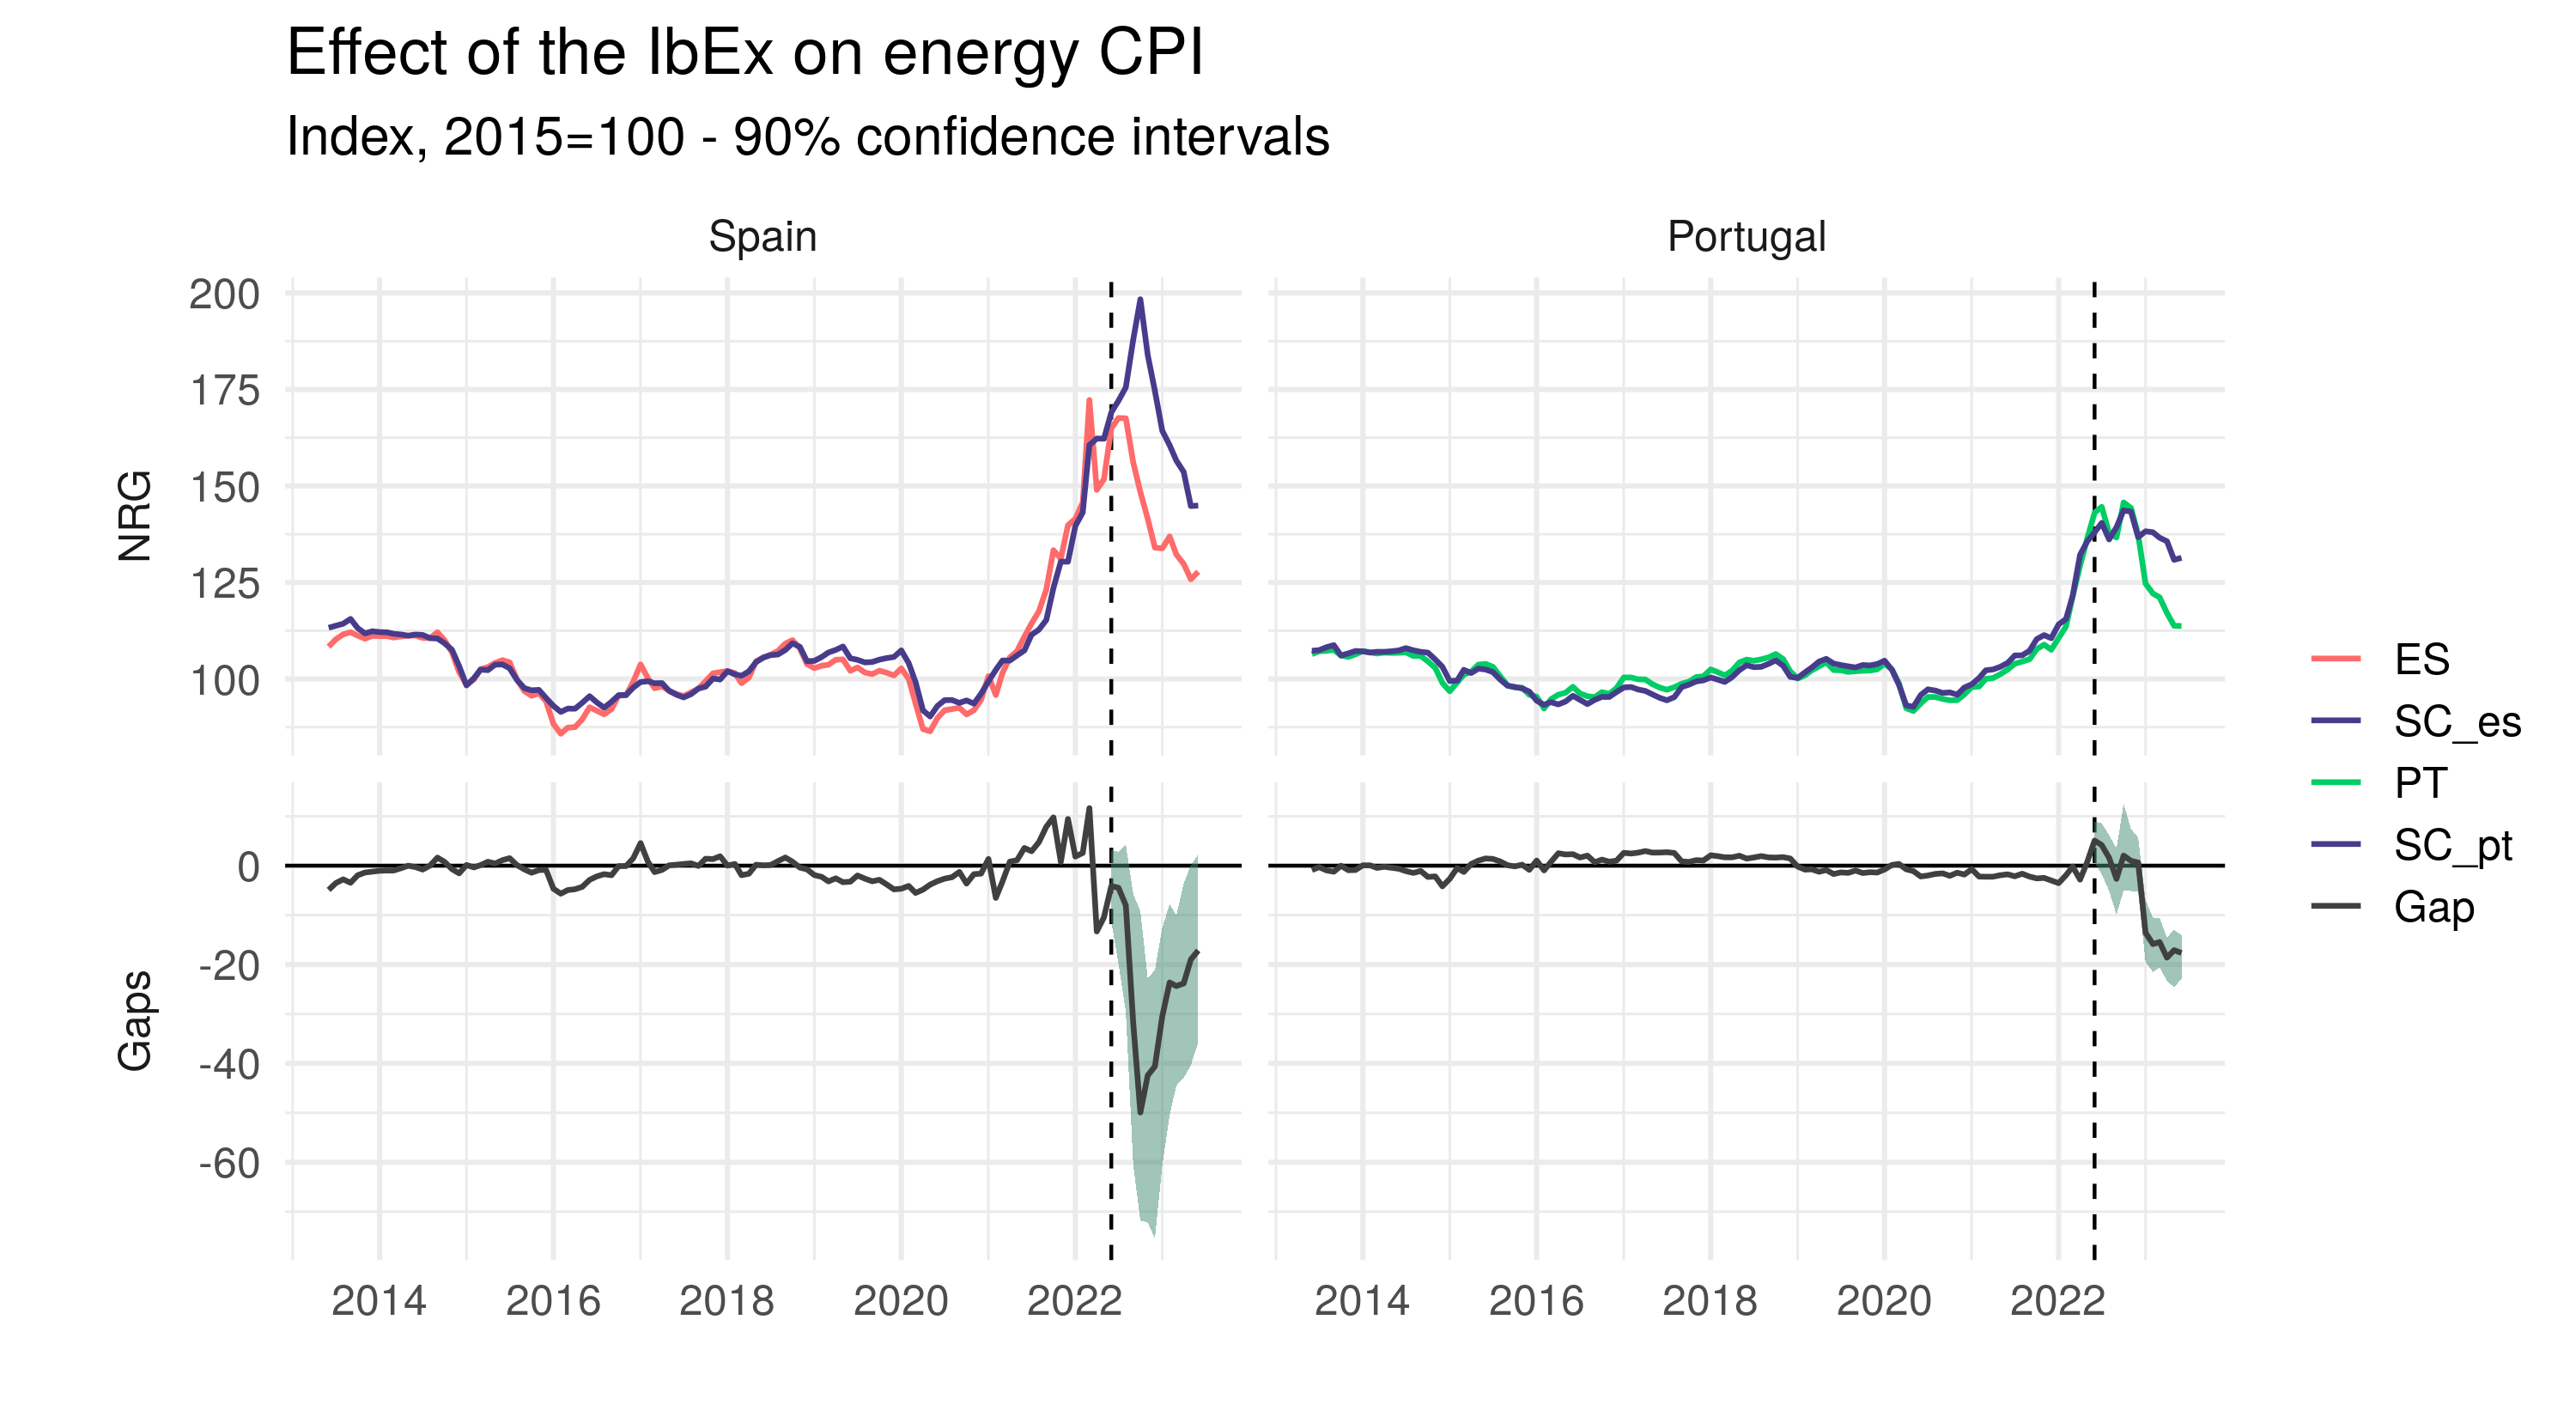 Effect of the IbEx on energy CPI
Index, 2015=100 - 90% confidence intervals
Spain
Portugal
NRG
200
175
150
125
100
Gaps
0
-20
-40
-60
2014 2016 2018 2020 2022
2014 2016 2018 2020 2022
ES
SC_es
PT
SC_pt
Gap